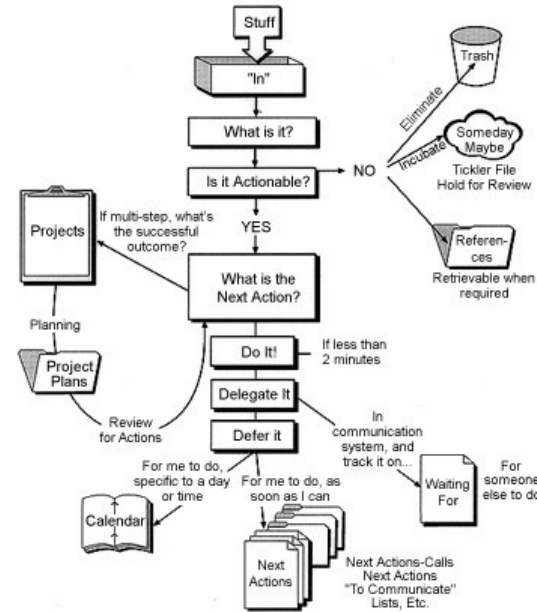 Stuff
"In"
What is it?
Is it Actionable?
NO
Eliminate
Trash
Incubate
Someday
Maybe
Tickler File
Hold for Review
Referen-
ces
Retrievable when
required
YES
If multi-step, what's
the successful
outcome?
Projects
What is the
Next Action?
Planning
Project
Plans
Review
for Actions
Do It!
If less than
2 minutes
Delegate It
In
communication
system, and
track it on...
Waiting
For
For
someone
else to do
Defer it
For me to do,
specific to a day
or time
Calendar
For me to do, as
soon as I can
Next
Actions
Next Actions-Calls
Next Actions
"To Communicate"
Lists, Etc.